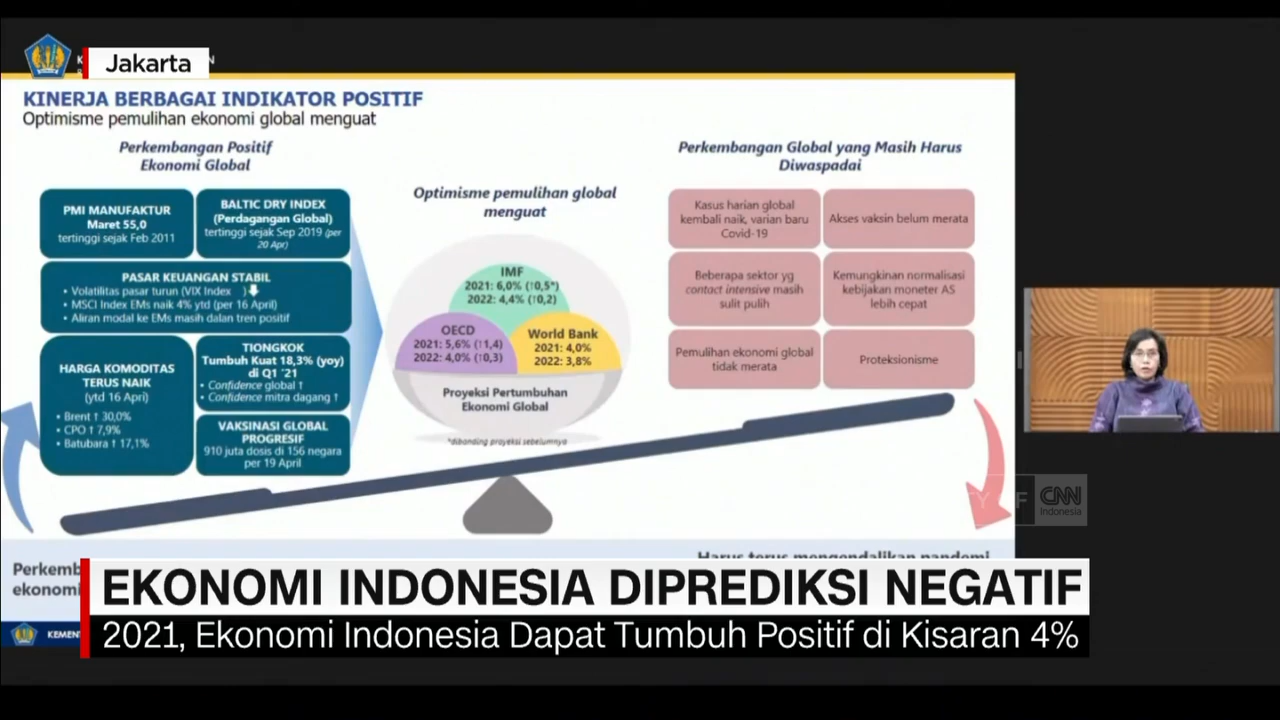 Jakarta
KINERJA BERBAGAI INDIKATOR POSITIF
Optimisme pemulihan ekonomi global menguat
Perkembangan Positif
Ekonomi Global
PMI MANUFAKTUR
Maret 55,0
tertinggi sejak Feb 2011
BALTIC DRY INDEX
(Perdagangan Global)
tertinggi sejak Sep 2019 (per
20 Apr)
PASAR KEUANGAN STABIL
• Volatilitas pasar turun (VIX Index )
• MSCI Index EMs naik 4% ytd (per 16 April)
• Aliran modal ke EMs masih dalan tren positif
HARGA KOMODITAS
TERUS NAIK
(ytd 16 Apri)
• Brent ↑ 30,0%
• CPO ↑ 7,9%
• Batubara ↑ 17,1%
TIONGKOK
Tumbuh Kuat 18,3% (yoy)
di Q1 '21
• Confidence global ↑
• Confidence mitra dagang ↑
VAKSINASI GLOBAL
PROGRESIF
910 juta dosis di 156 negara
per 19 April
Optimisme pemulihan global
menguat
IMF
2021: 6,0% (↑0,5*)
2022: 4,4% (↑0,2)
OECD
2021: 5,6% (↑1,4)
2022: 4,0% (↑0,3)
World Bank
2021: 4,0%
2022: 3,8%
Proyeksi Pertumbuhan
Ekonomi Global
*dibanding proyeksi sebelumnya
Perkembangan Global yang Masih Harus
Diwaspadai
Kasus harian global
kembali naik, varian baru
Covid-19
Akses vaksin belum merata
Beberapa sektor yg
contact intensive masih
sulit pulih
Kemungkinan normalisasi
kebijakan moneter AS
lebih cepat
Pemulihan ekonomi global
tidak merata
Proteksionisme
CNN
Indonesia
Harus terus mengendalikan pandemi
Perkemb
ekonomi
EKONOMI INDONESIA DIPREDIKSI NEGATIF
2021, Ekonomi Indonesia Dapat Tumbuh Positif di Kisaran 4%
KEMENT